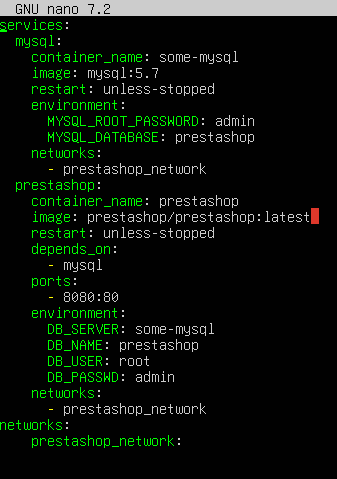 GNU nano 7.2
services:
  mysql:
    container_name: some-mysql
    image: mysql:5.7
    restart: unless-stopped
    environment:
      MYSQL_ROOT_PASSWORD: admin
      MYSQL_DATABASE: prestashop
    networks:
      - prestashop_network
  prestashop:
    container_name: prestashop
    image: prestashop/prestashop:latest
    restart: unless-stopped
    depends_on:
      - mysql
    ports:
      - 8080:80
    environment:
      DB_SERVER: some-mysql
      DB_NAME: prestashop
      DB_USER: root
      DB_PASSWD: admin
    networks:
      - prestashop_network
networks:
    prestashop_network: